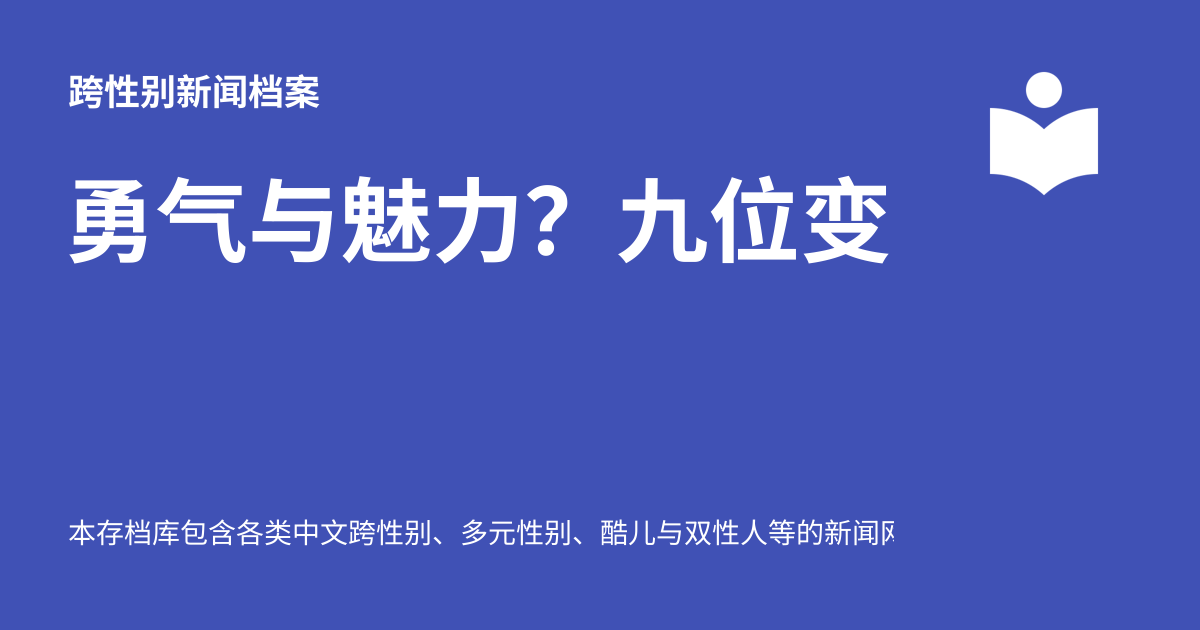 跨性别新闻档案
勇气与魅力？九位变
本存档库包含各类中文跨性别、多元性别、酷儿与双性人等的新闻